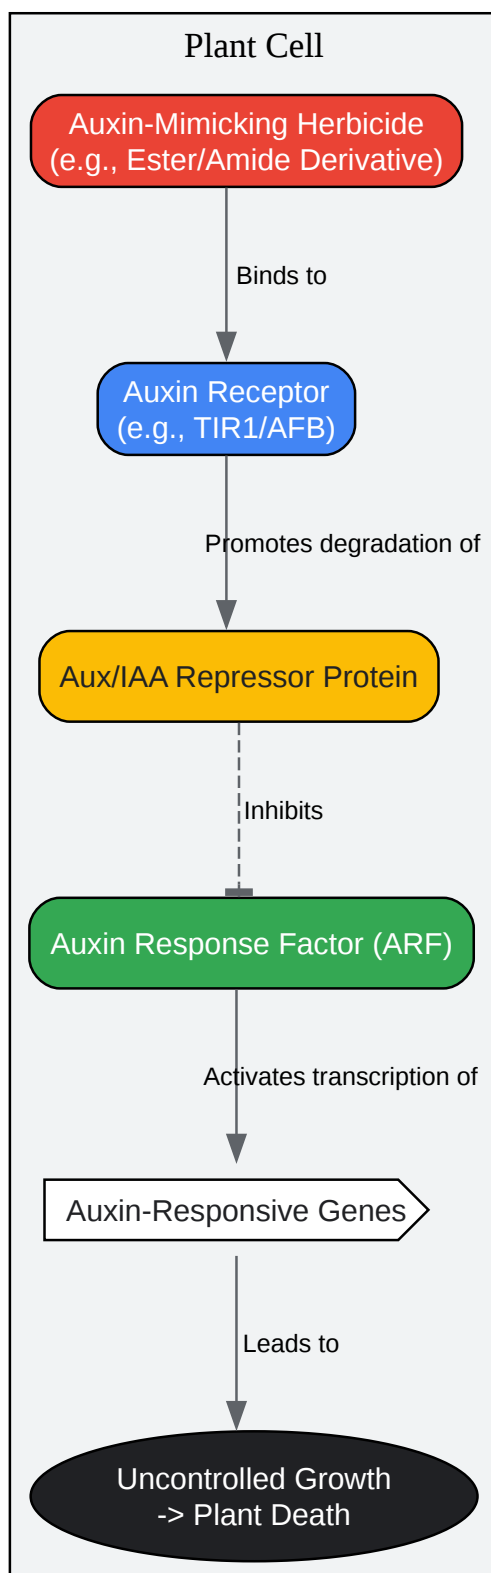 Plant Cell
Auxin-Mimicking Herbicide
(e.g., Ester/Amide Derivative)
Binds to
Auxin Receptor
(e.g., TIR1/AFB)
Promotes degradation of
Aux/IAA Repressor Protein
Inhibits
Auxin Response Factor (ARF)
Activates transcription of
Auxin-Responsive Genes
Leads to
Uncontrolled Growth
-> Plant Death